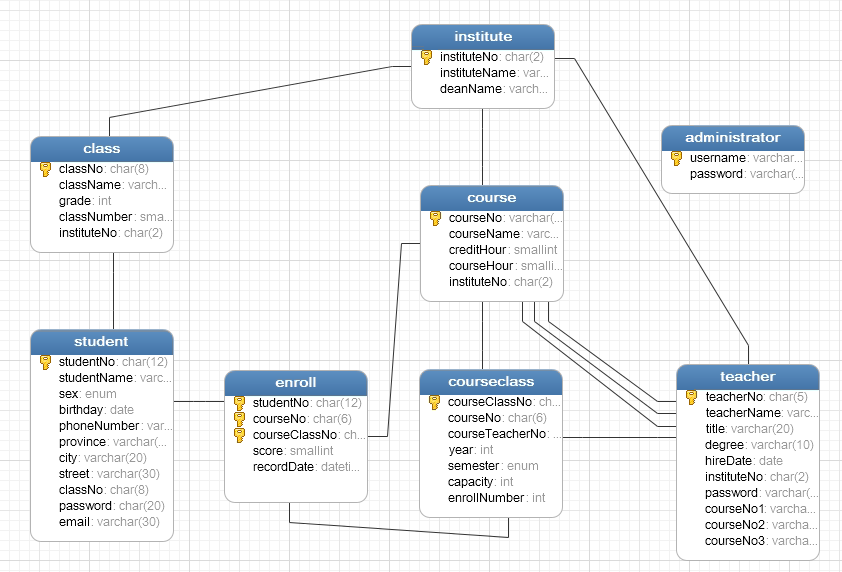 institute
instituteNo: char(2)
instituteName: var...
deanName: varch...
administrator
username: varchar...
password: varchar(...
class
classNo: char(8)
className: varch...
grade: int
classNumber: sma...
instituteNo: char(2)
course
courseNo: varchar(...
courseName: varc...
creditHour: smallint
courseHour: smalli...
instituteNo: char(2)
student
studentNo: char(12)
studentName: varc...
sex: enum
birthday: date
phoneNumber: var...
province: varchar(...
city: varchar(20)
street: varchar(30)
classNo: char(8)
password: char(20)
email: varchar(30)
enroll
studentNo: char(12)
courseNo: char(6)
courseClassNo: ch...
score: smallint
recordDate: dateti...
courseclass
courseClassNo: ch...
courseNo: char(6)
courseTeacherNo: ...
year: int
semester: enum
capacity: int
enrollNumber: int
teacher
teacherNo: char(5)
teacherName: varc...
title: varchar(20)
degree: varchar(10)
hireDate: date
instituteNo: char(2)
password: varchar(...
courseNo1: varcha...
courseNo2: varcha...
courseNo3: varcha...